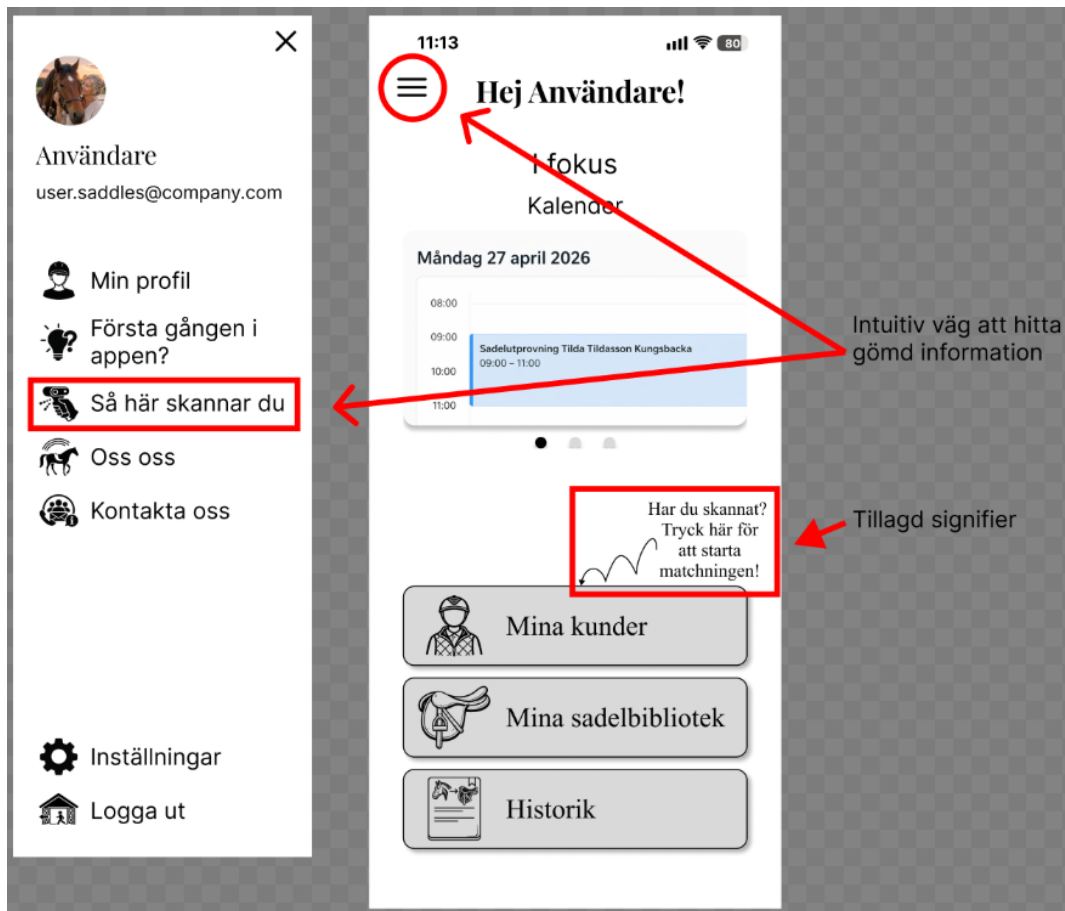 Användare
user.saddles@company.com
Min profil
Första gången i
appen?
Så här skannar du
Oss oss
Kontakta oss
Inställningar
Logga ut
11:13
80
Hej Användare!
I fokus
Kalender
Måndag 27 april 2026
08:00
09:00
10:00
11:00
Sadelutprovning Tilda Tildasson Kungsbacka
09:00 – 11:00
Har du skannat?
Tryck här för
att starta
matchningen!
Mina kunder
Mina sadelbibliotek
Historik
Intuitiv väg att hitta
gömd information
Tillagd signifier